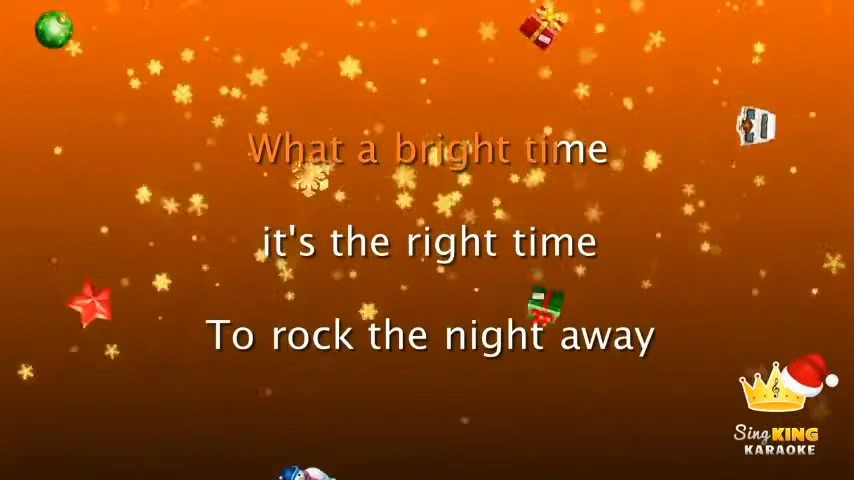 What a bright time
it's the right time
To rock the night away
Sing KING
KARAOKE